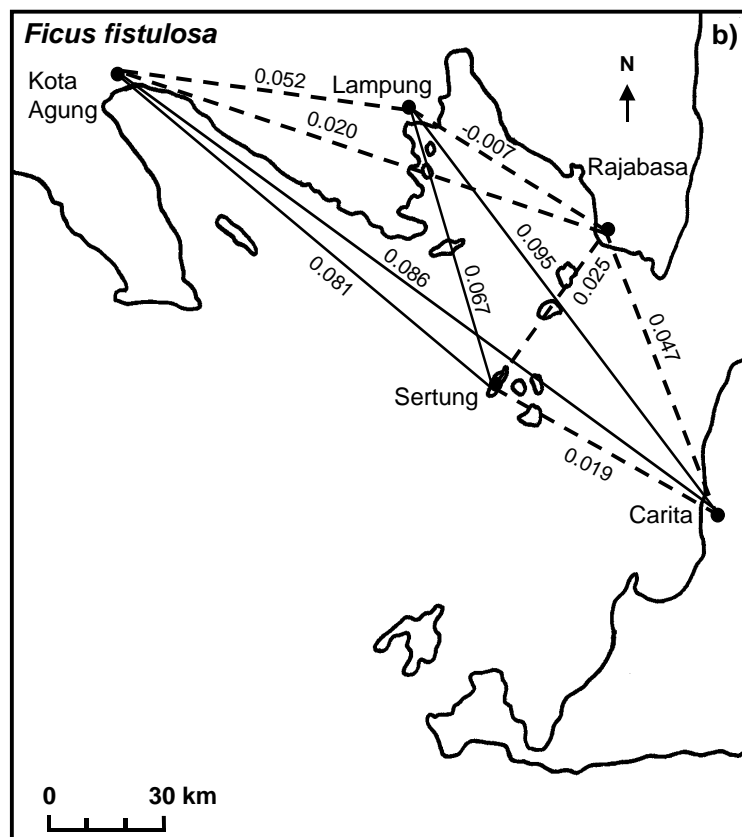 Ficus fistulosa
b)
Kota
Agung
0.052
Lampung
N
0.020
-0.007
Rajabasa
0.081
0.086
0.067
0.095
0.025
0.047
Sertung
0.019
Carita
0 30 km